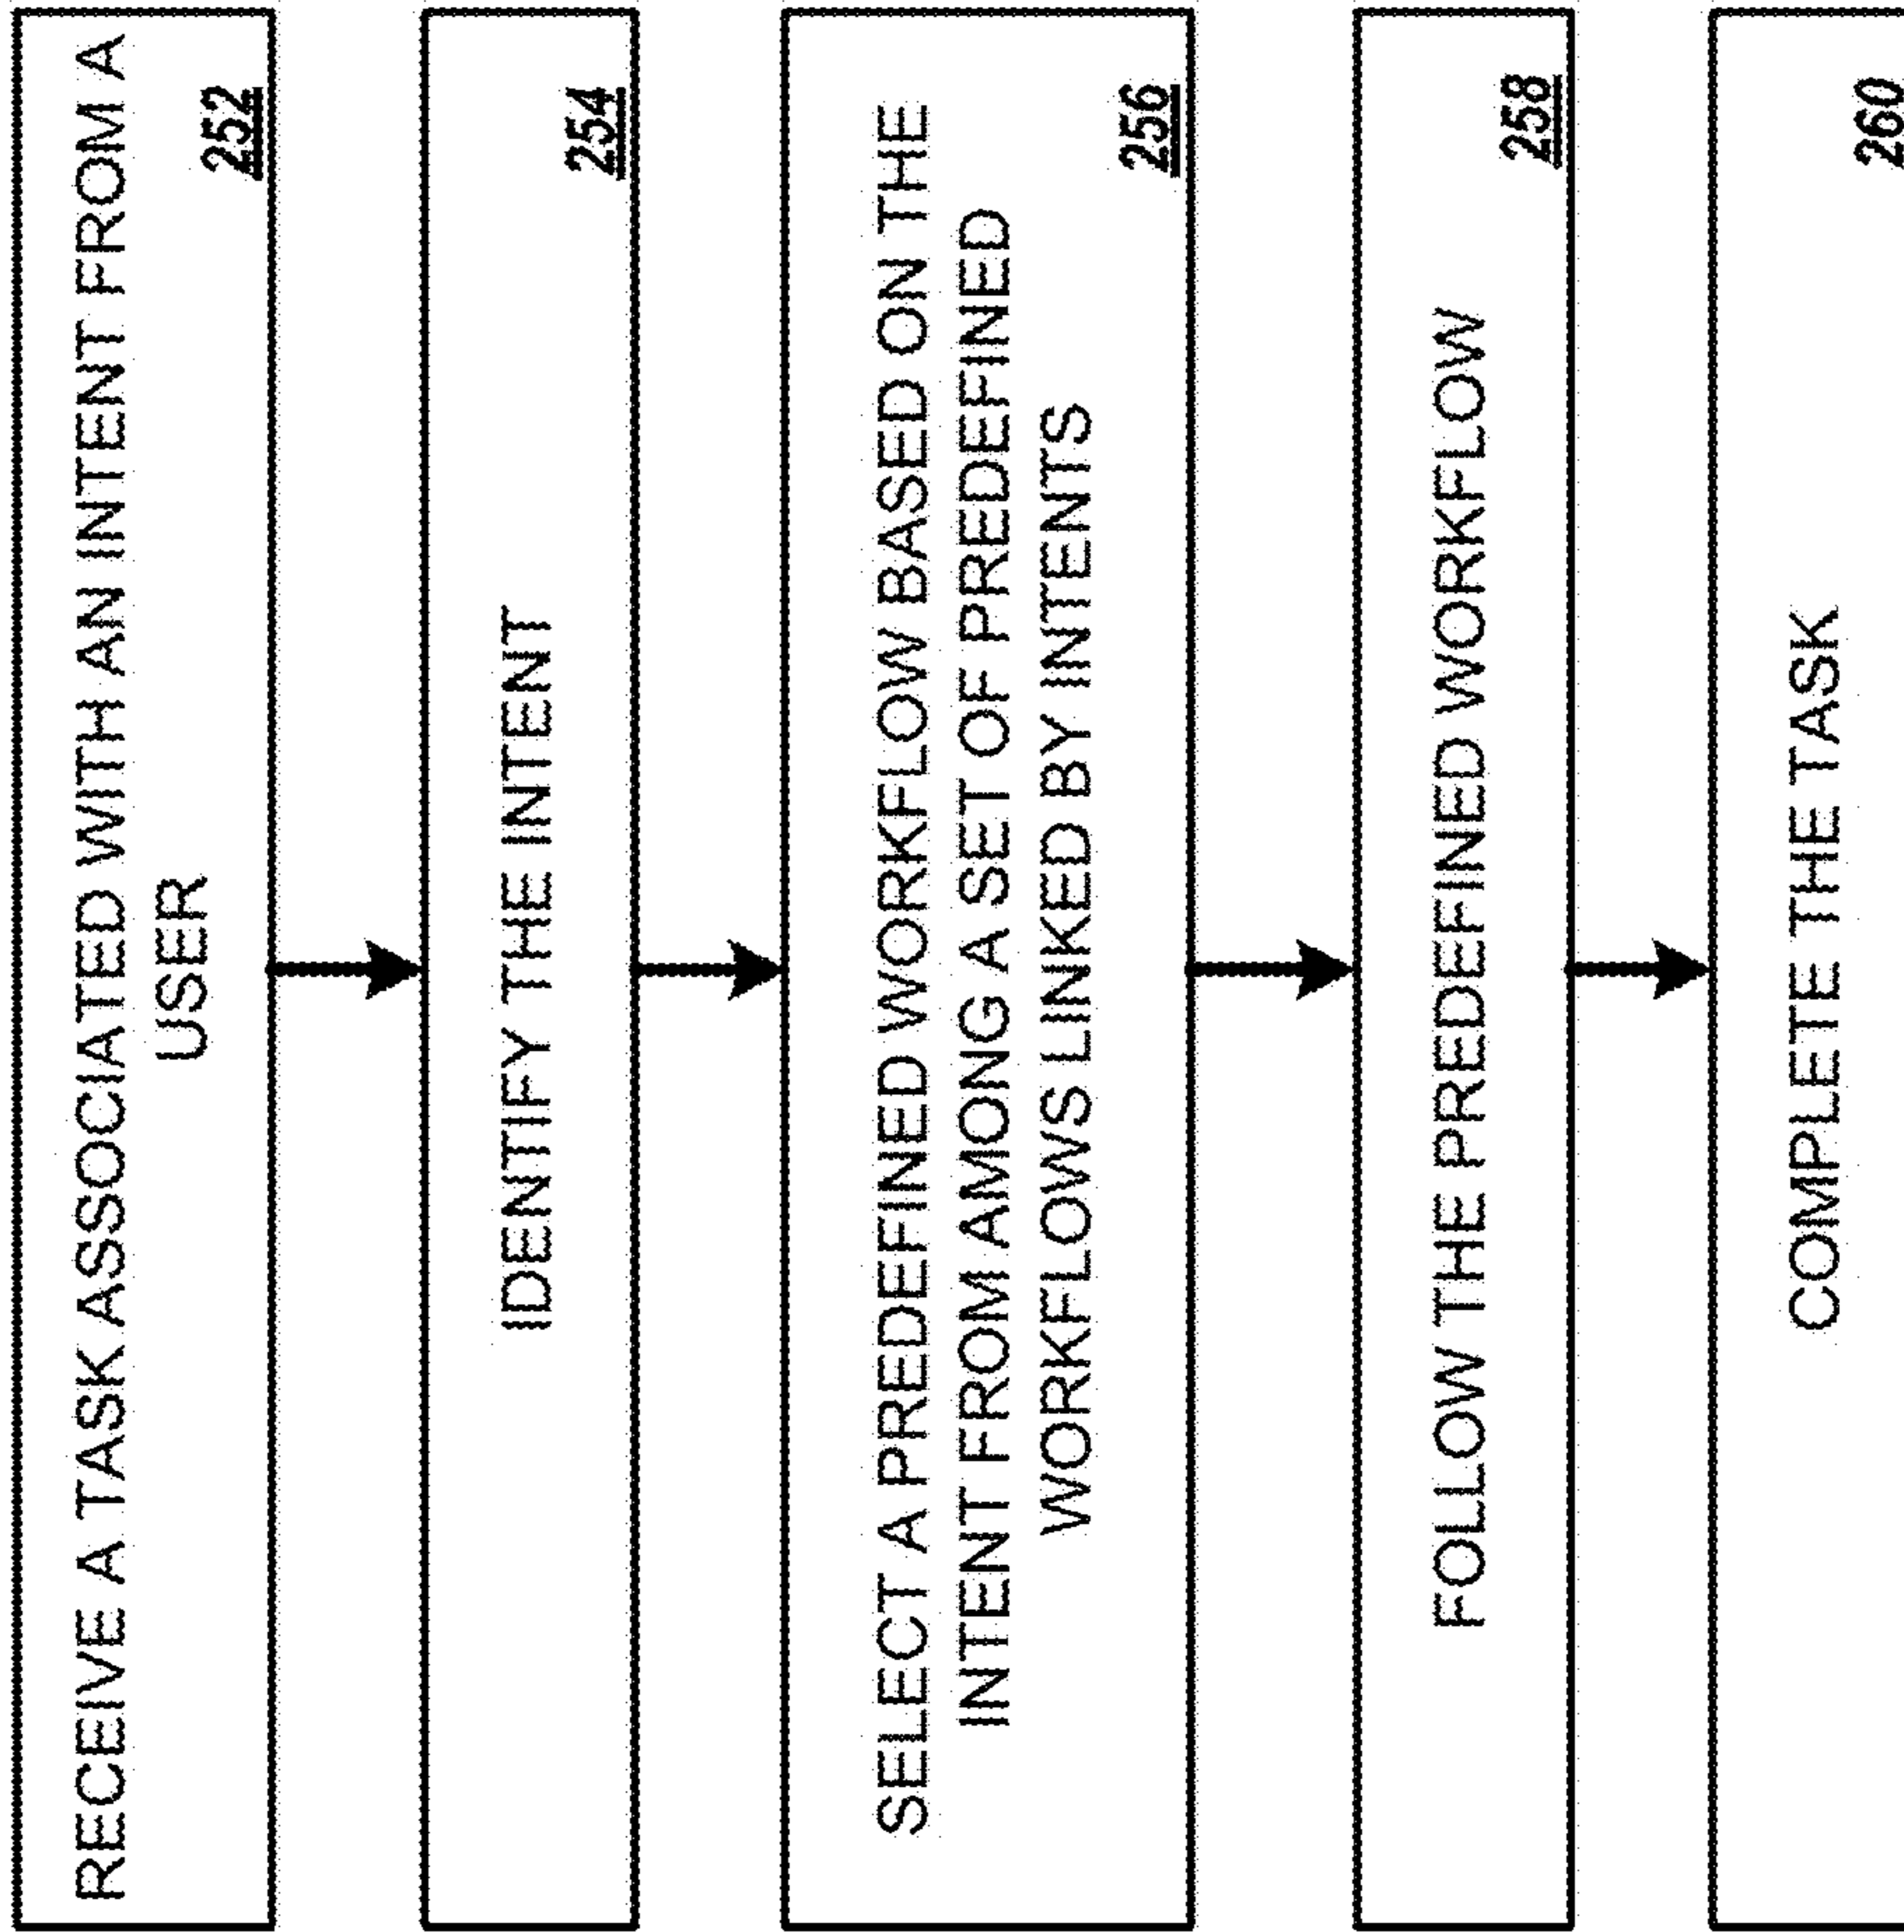 RECEIVE A TASK ASSOCIATED WITH AN INTENT FROM A
USER
252
IDENTIFY THE INTENT
254
SELECT A PREDEFINED WORKFLOW BASED ON THE
INTENT FROM AMONG A SET OF PREDEFINED
WORKFLOWS LINKED BY INTENTS
256
FOLLOW THE PREDEFINED WORKFLOW
258
COMPLETE THE TASK
260